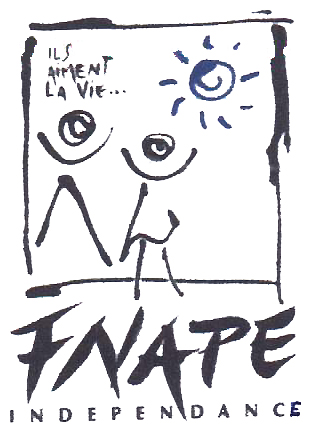 ILS
AIMENT
LA VIE...
FNAPE
INDEPENDANCE